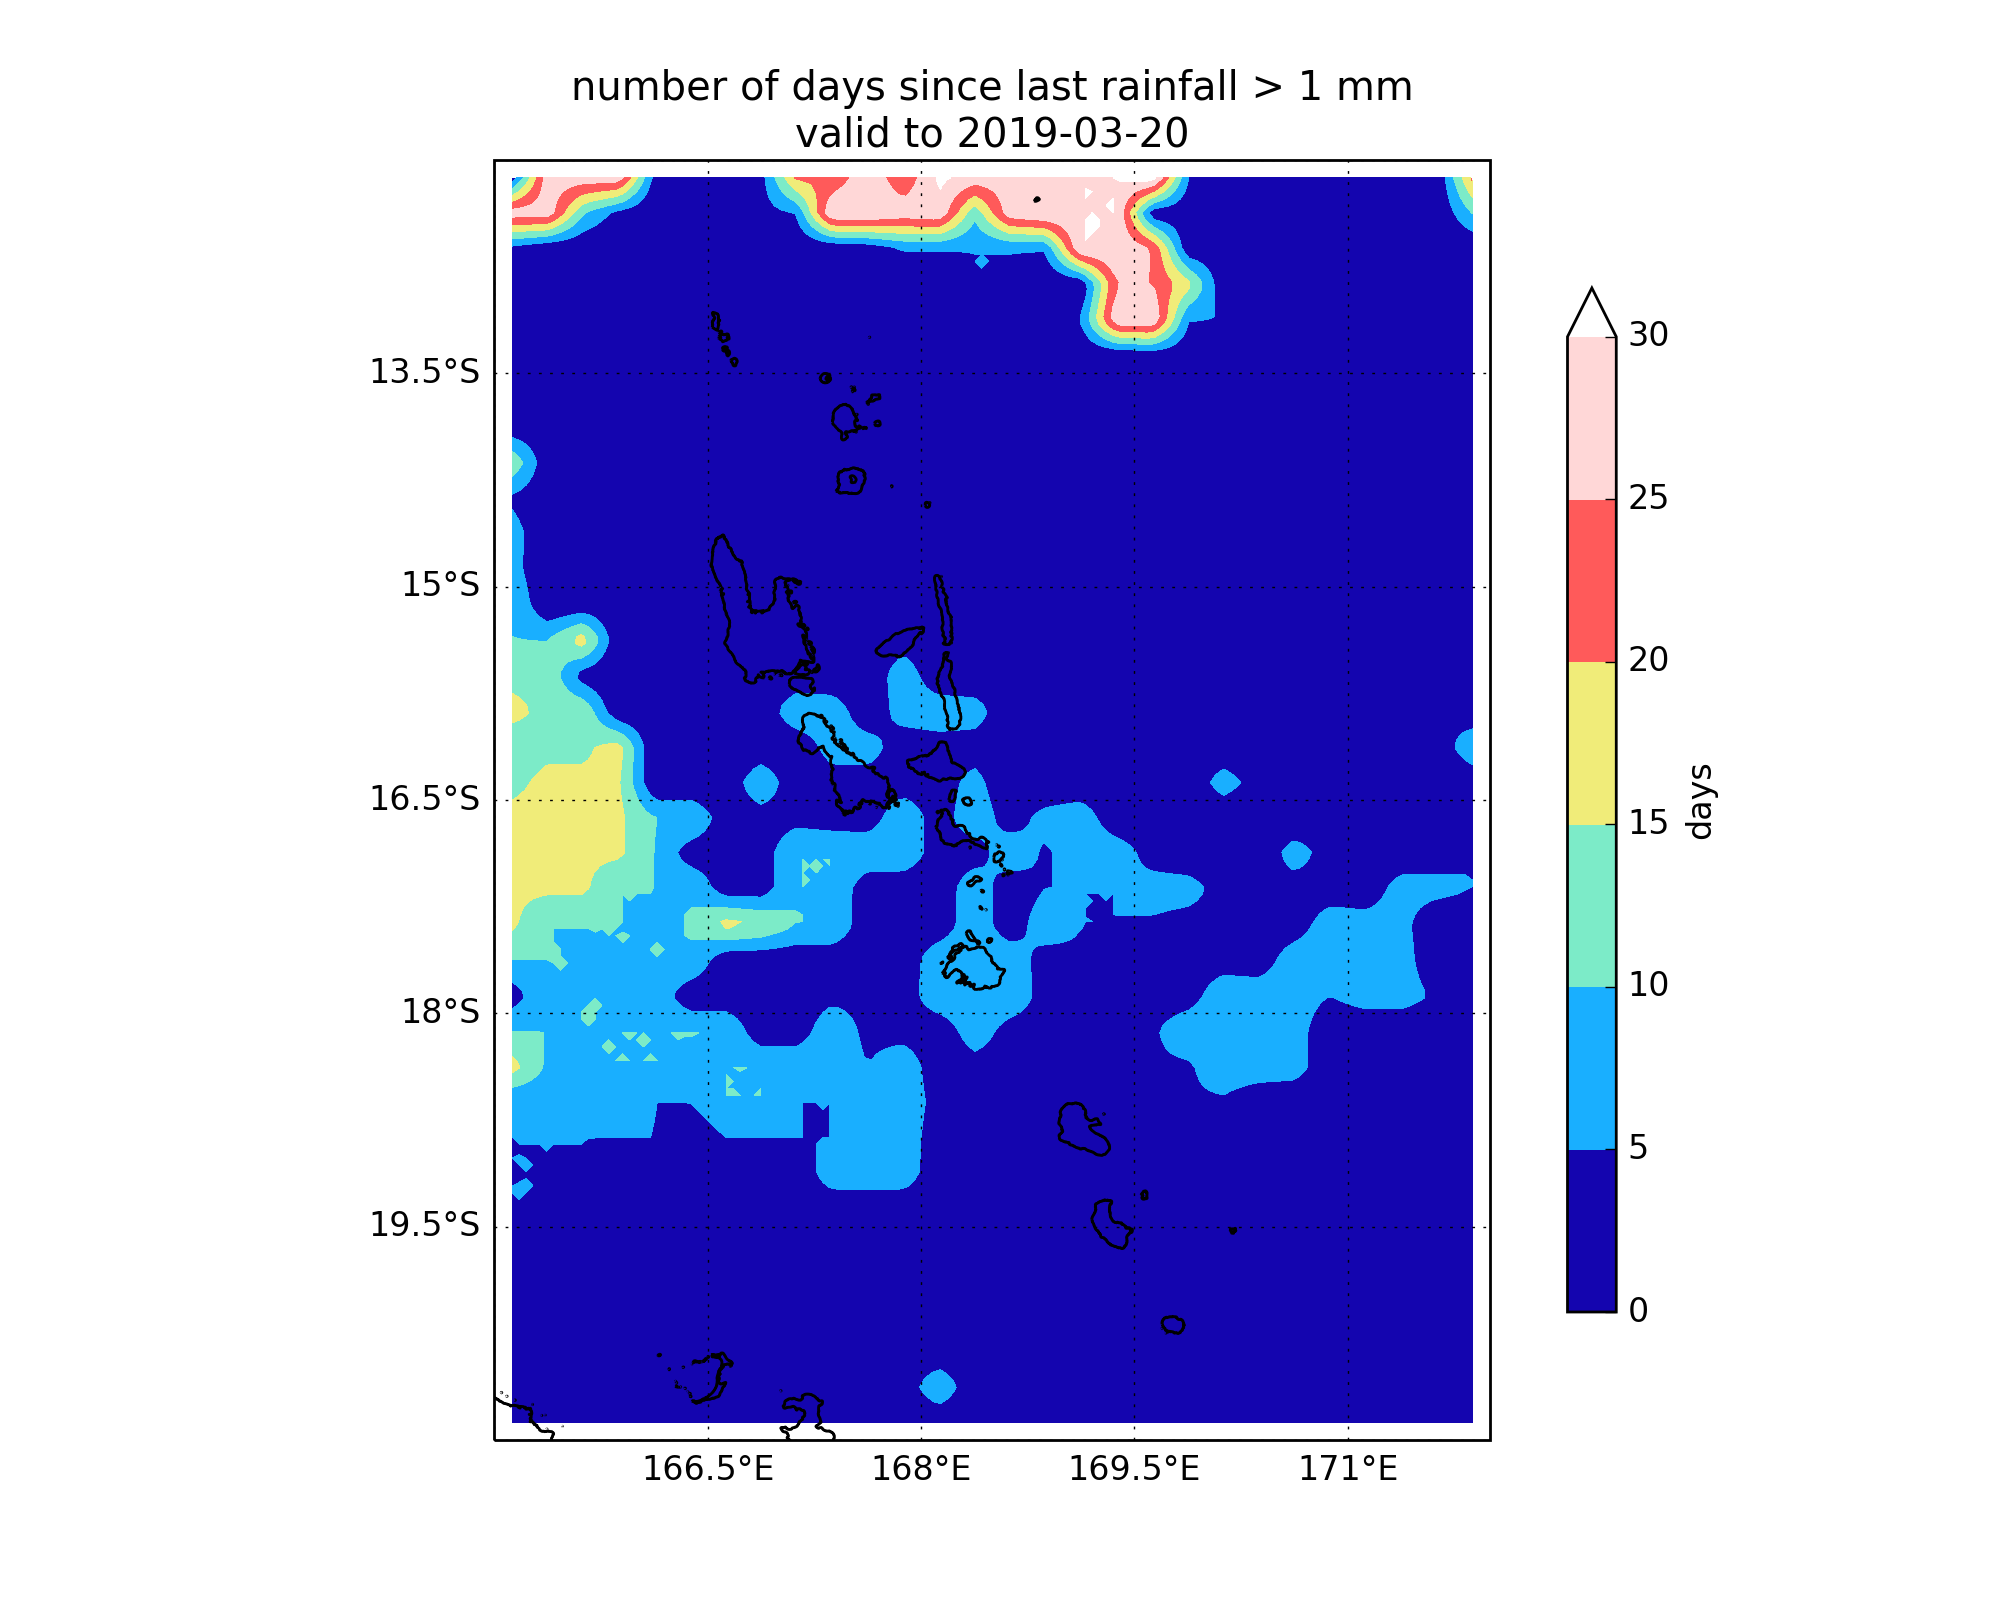 number of days since last rainfall > 1 mm
valid to 2019-03-20
13.5°S
15°S
16.5°S
18°S
19.5°S
166.5°E
168°E
169.5°E
171°E
30
25
20
15
10
5
0
days